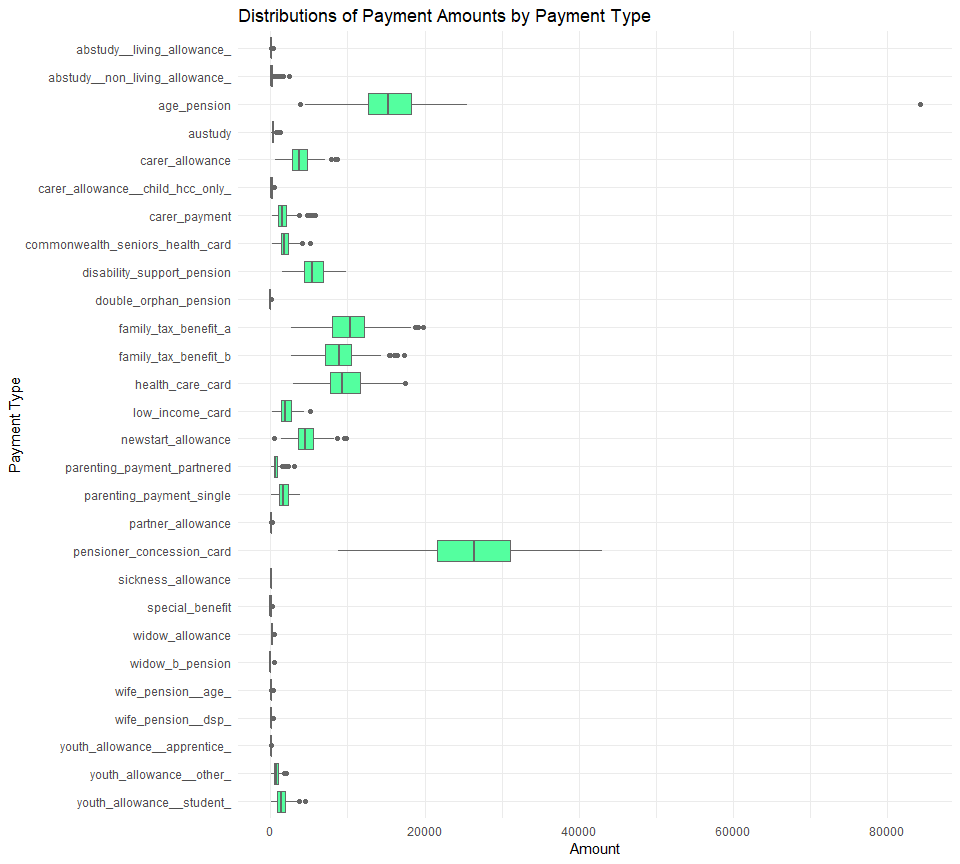 Distributions of Payment Amounts by Payment Type
Payment Type
abstudy__living_allowance_
abstudy__non_living_allowance_
age_pension
austudy
carer_allowance
carer_allowance__child_hcc_only_
carer_payment
commonwealth_seniors_health_card
disability_support_pension
double_orphan_pension
family_tax_benefit_a
family_tax_benefit_b
health_care_card
low_income_card
newstart_allowance
parenting_payment_partnered
parenting_payment_single
partner_allowance
pensioner_concession_card
sickness_allowance
special_benefit
widow_allowance
widow_b_pension
wife_pension__age_
wife_pension__dsp_
youth_allowance__apprentice_
youth_allowance__other_
youth_allowance__student_
0 20000 40000 60000 80000
Amount